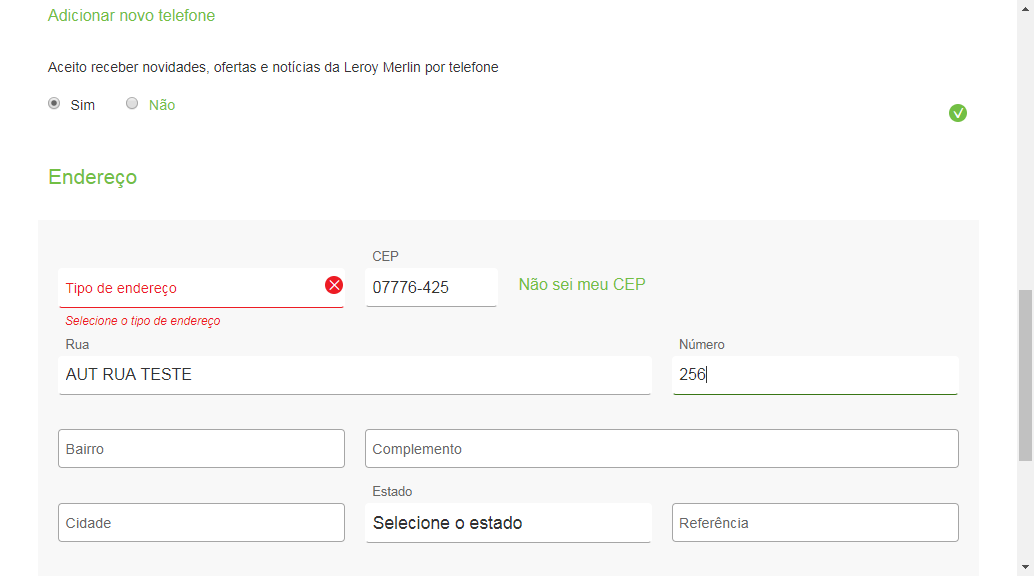 Adicionar novo telefone
Aceito receber novidades, ofertas e notícias da Leroy Merlin por telefone
Sim Não
Endereço
CEP
Tipo de endereço 07776-425 Não sei meu CEP
Selecione o tipo de endereço
Rua Número
AUT RUA TESTE 256
Bairro Complemento
Estado
Cidade Selecione o estado Referência